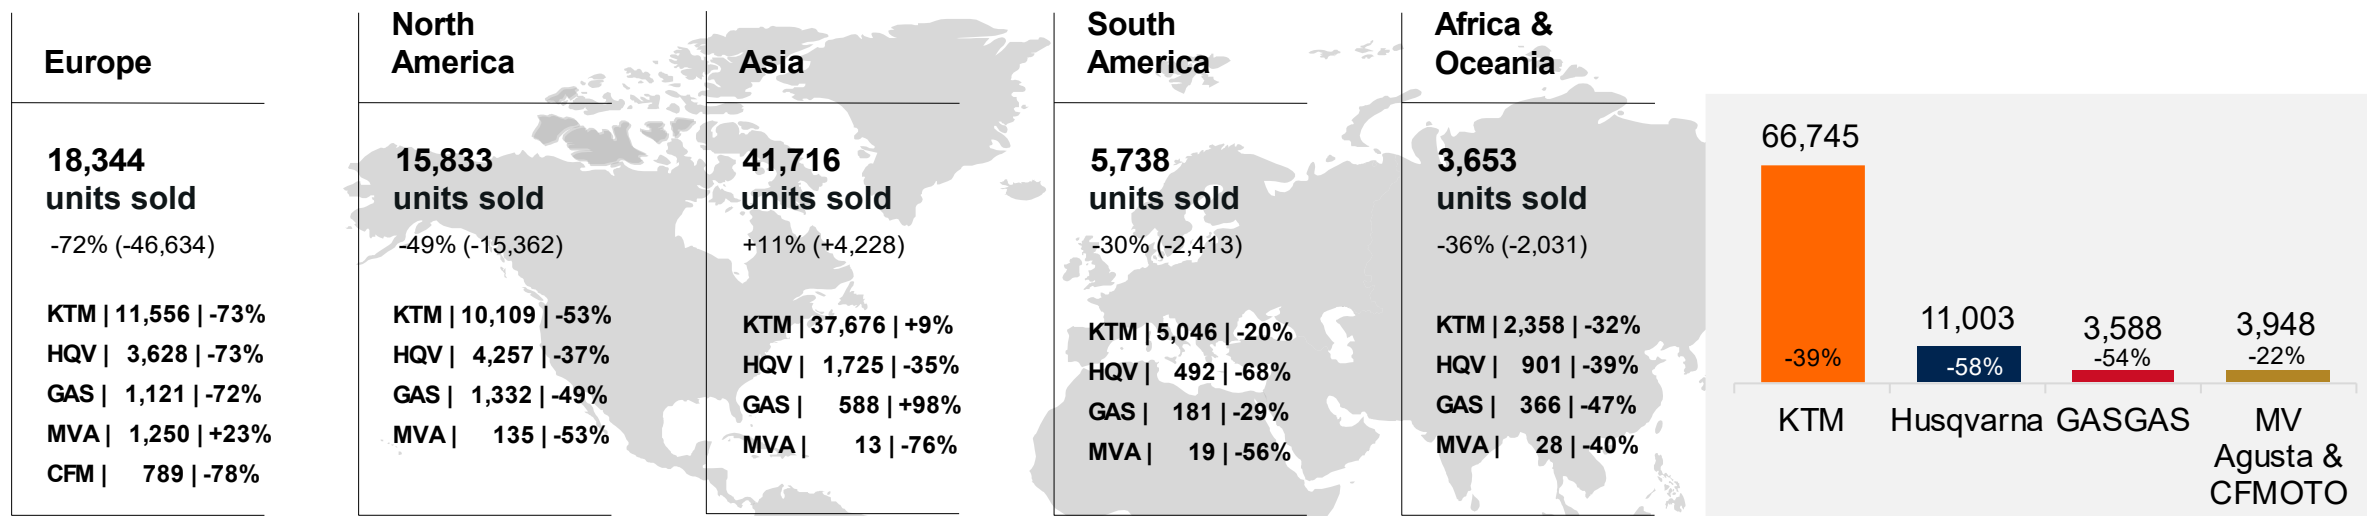 Europe
18,344
units sold
-72% (-46,634)
KTM | 11,556 | -73%
HQV | 3,628 | -73%
GAS | 1,121 | -72%
MVA | 1,250 | +23%
CFM | 789 | -78%
North
America
15,833
units sold
-49% (-15,362)
KTM | 10,109 | -53%
HQV | 4,257 | -37%
GAS | 1,332 | -49%
MVA | 135 | -53%
Asia
41,716
units sold
+11% (+4,228)
KTM | 37,676 | +9%
HQV | 1,725 | -35%
GAS | 588 | +98%
MVA | 13 | -76%
South
America
5,738
units sold
-30% (-2,413)
KTM | 5,046 | -20%
HQV | 492 | -68%
GAS | 181 | -29%
MVA | 19 | -56%
Africa &
Oceania
3,653
units sold
-36% (-2,031)
KTM | 2,358 | -32%
HQV | 901 | -39%
GAS | 366 | -47%
MVA | 28 | -40%
66,745
-39%
KTM
11,003
-58%
Husqvarna
3,588
-54%
GASGAS
3,948
-22%
MV
Agusta &
CFMOTO